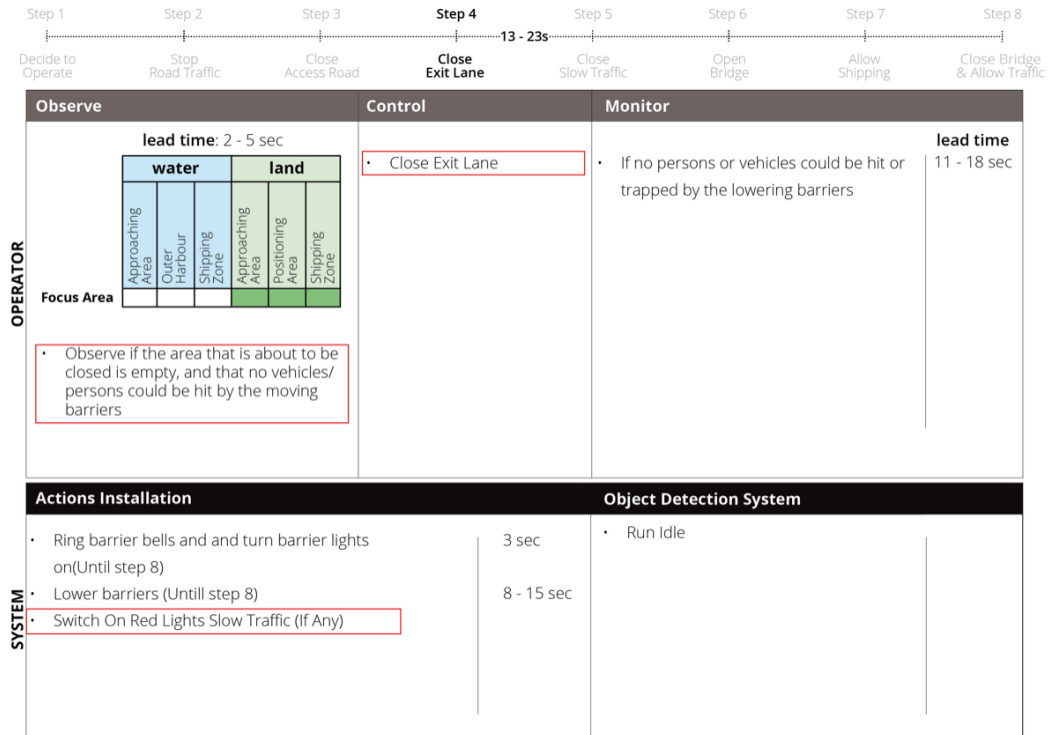 Step 1
Step 2
Step 3
Step 4
Step 5
Step 6
Step 7
Step 8
13 - 23s
Decide to
Operate
Stop
Road Traffic
Close
Access Road
Close
Exit Lane
Close
Slow Traffic
Open
Bridge
Allow
Shipping
Close Bridge
& Allow Traffic
Observe
Control
Monitor
OPERATOR
lead time: 2 - 5 sec
water
land
Approaching
Area
Outer
Harbour
Shipping
Zone
Approaching
Area
Positioning
Area
Shipping
Zone
Focus Area
• Observe if the area that is about to be
closed is empty, and that no vehicles/
persons could be hit by the moving
barriers
• Close Exit Lane
• If no persons or vehicles could be hit or
trapped by the lowering barriers
lead time
11 - 18 sec
Actions Installation
Object Detection System
SYSTEM
• Ring barrier bells and and turn barrier lights
on(Until step 8)
3 sec
• Lower barriers (Untill step 8)
8 - 15 sec
• Switch On Red Lights Slow Traffic (If Any)
• Run Idle